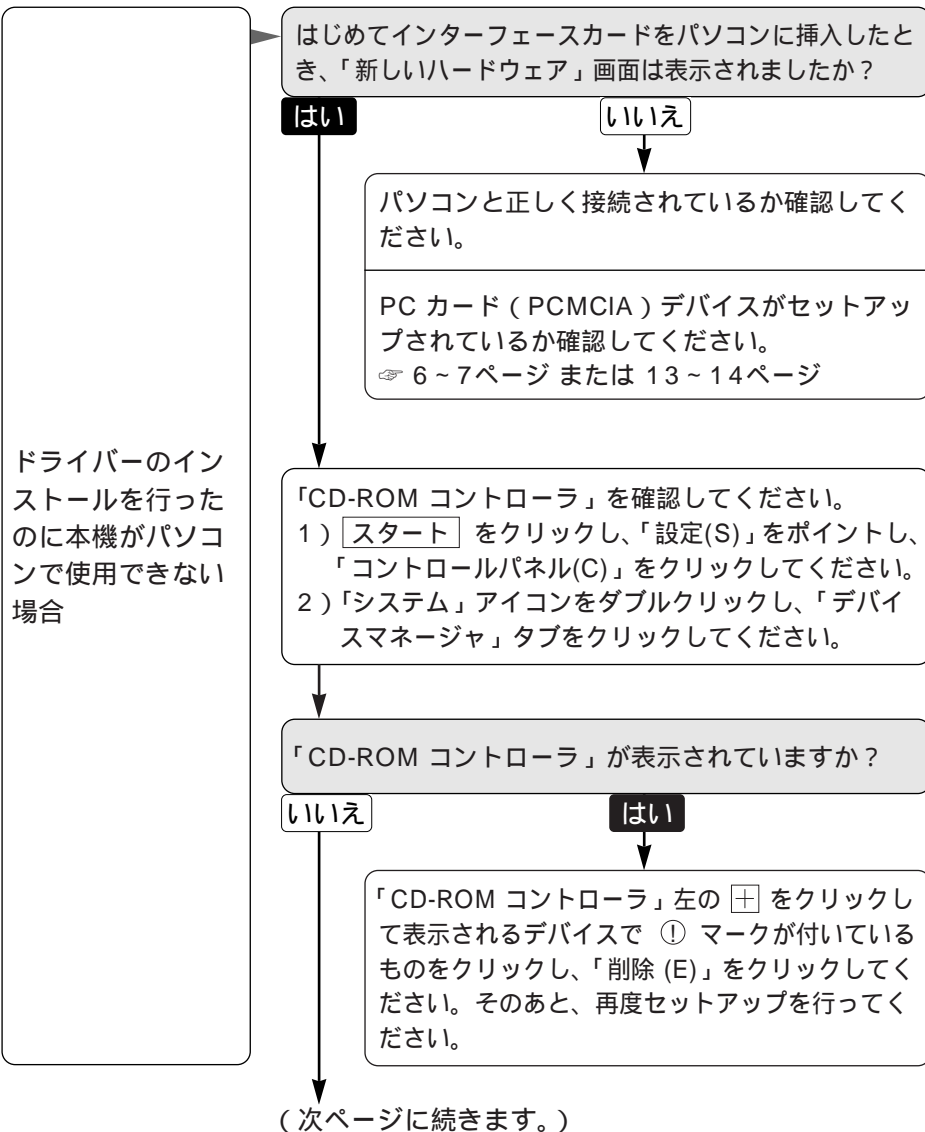 ドライバーのイン
ストールを行った
のに本機がパソコ
ンで使用できない
場合
はじめてインターフェースカードをパソコンに挿入したと
き、「新しいハードウェア」画面は表示されましたか？
はい
いいえ
パソコンと正しく接続されているか確認してく
ださい。
PC カード（PCMCIA）デバイスがセットアッ
プされているか確認してください。
☞ 6～7ページ または 13～14ページ
「CD-ROM コントローラ」を確認してください。
1）スタート をクリックし、「設定(S)」をポイントし、
「コントロールパネル(C)」をクリックしてください。
2）「システム」アイコンをダブルクリックし、「デバイ
スマネージャ」タブをクリックしてください。
「CD-ROM コントローラ」が表示されていますか？
いいえ
はい
「CD-ROM コントローラ」左の ＋ をクリックし
て表示されるデバイスで ! マークが付いている
ものをクリックし、「削除 (E)」をクリックしてく
ださい。そのあと、再度セットアップを行ってく
ださい。
（次ページに続きます。）